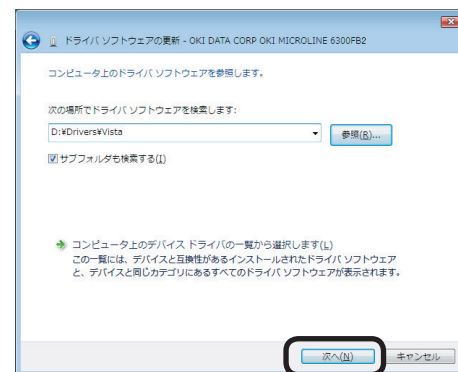 ドライバ ソフトウェアの更新 - OKI DATA CORP OKI MICROLINE 6300FB2
コンピュータ上のドライバ ソフトウェアを参照します。
次の場所でドライバ ソフトウェアを検索します:
D:¥Drivers¥Vista
参照(R)...
サブフォルダも検索する(I)
コンピュータ上のデバイス ドライバの一覧から選択します(L)
この一覧には、デバイスと互換性があるインストールされたドライバ ソフトウェア
と、デバイスと同じカテゴリにあるすべてのドライバ ソフトウェアが表示されます。
次へ(N)
キャンセル